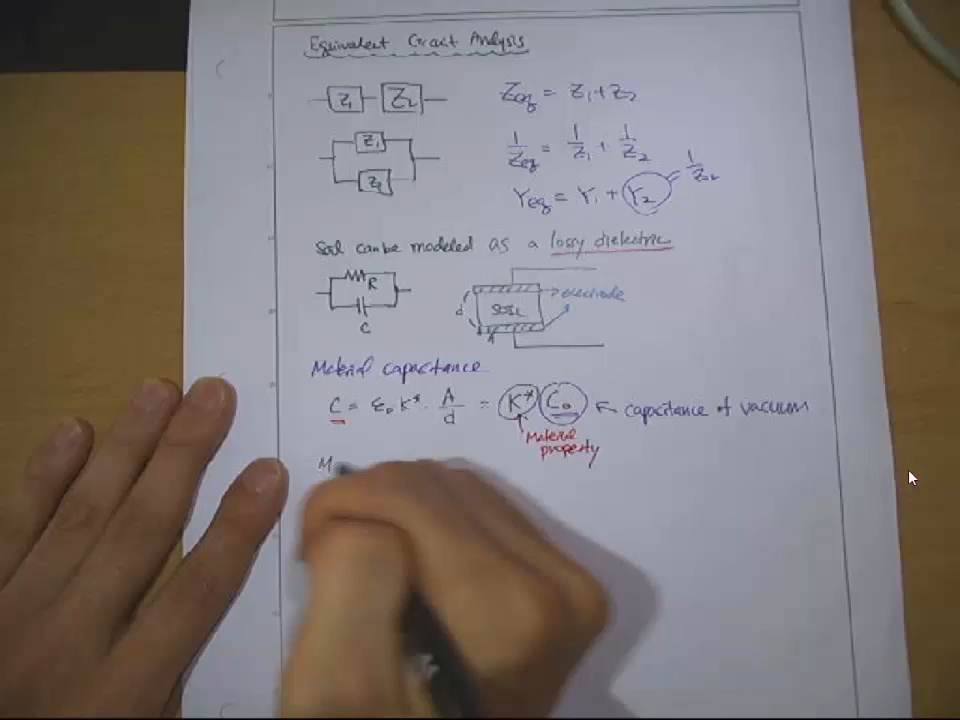 Equivalent Circuit Analysis
Z1 Z2 Zeq = Z1 + Z2
Z1 1/Zeq = 1/Z1 + 1/Z2
Z2 Yeq = Y1 + Y2 = 1/Z2
Soil can be modeled as a lossy dielectric
R
C
d SOIL electrode
A
Material capacitance
C = ε0 K* · A/d = K* C0 ← capacitance of vacuum
Material
property
M